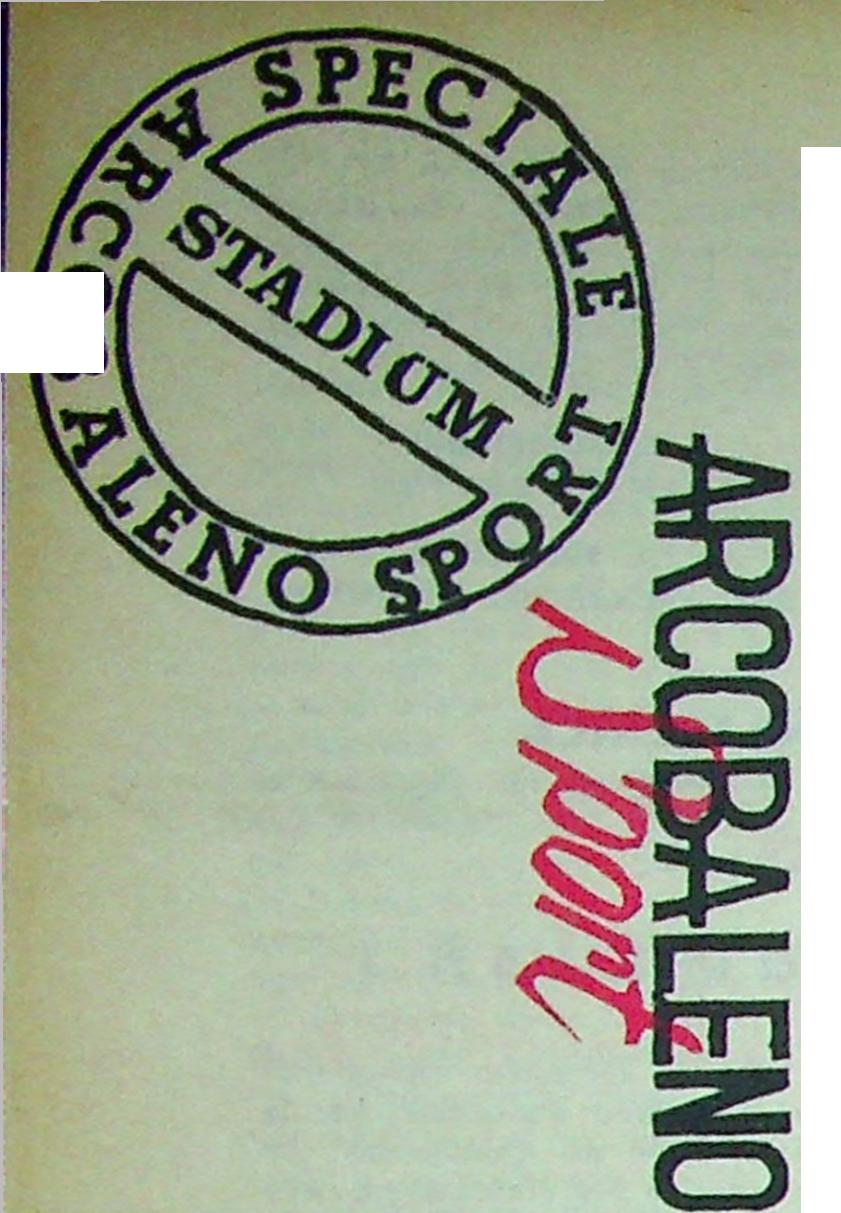 SPECIALE
STADIUM
ARCOBALENO SPORT
ARCOBALENO
Sport